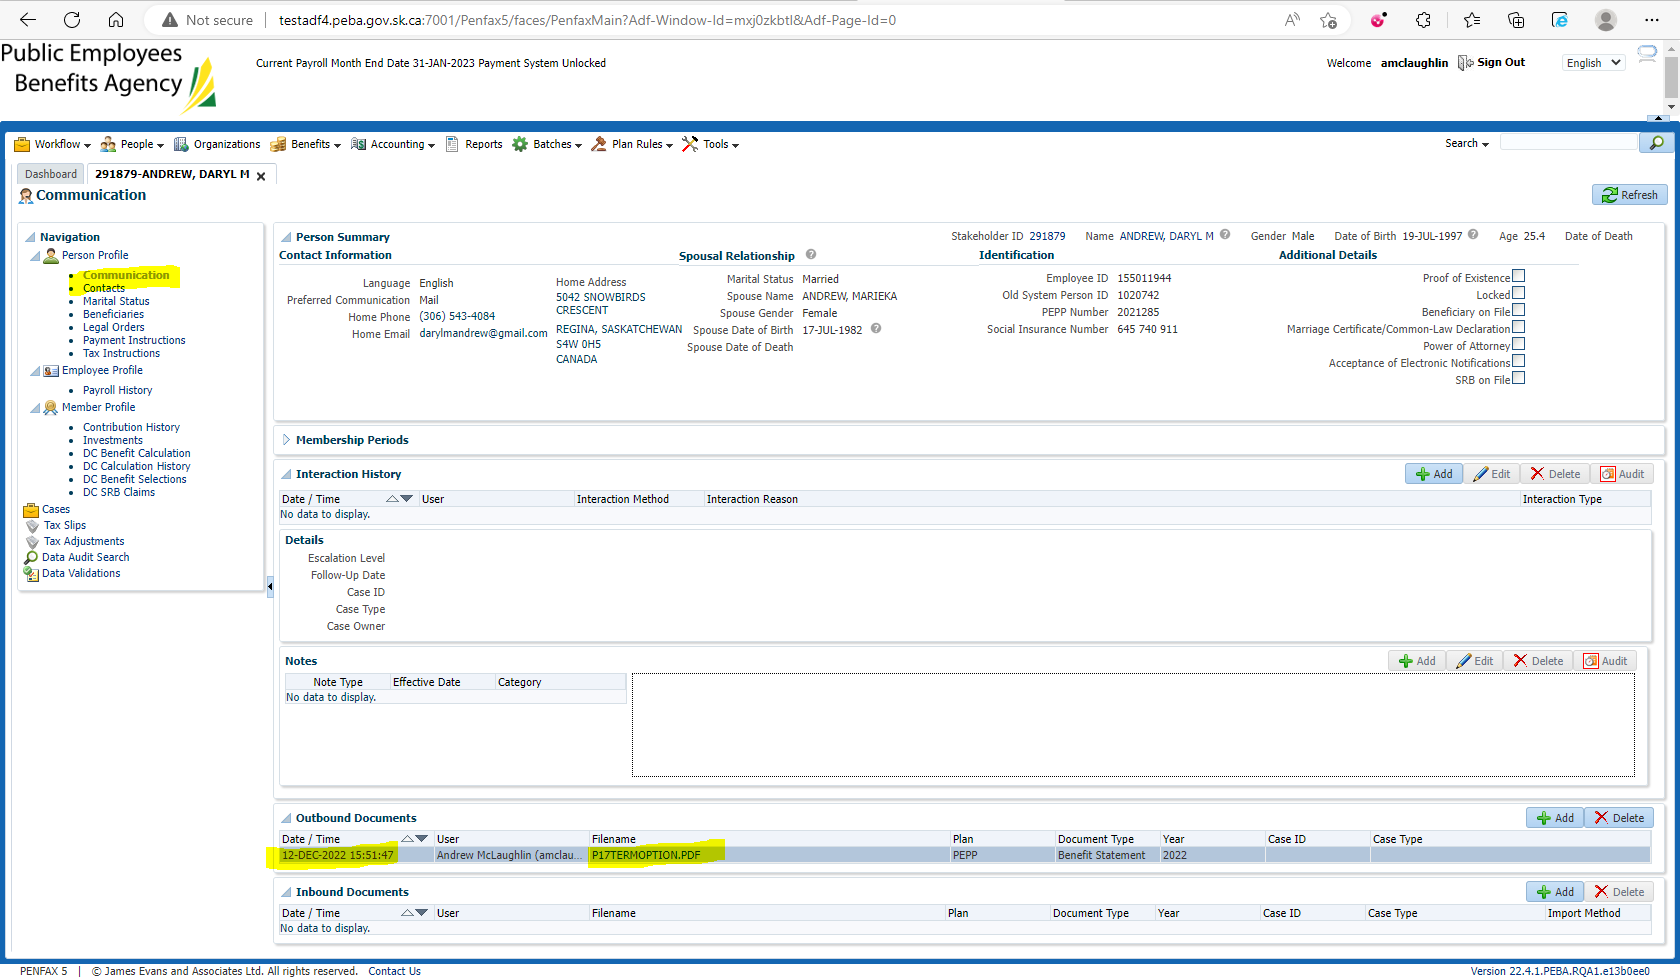 Not secure | testadf4.peba.gov.sk.ca:7001/Penfax5/faces/PenfaxMain?Adf-Window-Id=mxj0zkbtl&Adf-Page-Id=0
Public Employees
Benefits Agency
Current Payroll Month End Date 31-JAN-2023 Payment System Unlocked
Welcome amclaughlin Sign Out English
Workflow People Organizations Benefits Accounting Reports Batches Plan Rules Tools Search
Dashboard 291879-ANDREW, DARYL M
Communication
Refresh
Navigation
Person Profile
Communication
Contacts
Marital Status
Beneficiaries
Legal Orders
Payment Instructions
Tax Instructions
Employee Profile
Payroll History
Member Profile
Contribution History
Investments
DC Benefit Calculation
DC Calculation History
DC Benefit Selections
DC SRB Claims
Cases
Tax Slips
Tax Adjustments
Data Audit Search
Data Validations
Person Summary Stakeholder ID 291879 Name ANDREW, DARYL M Gender Male Date of Birth 19-JUL-1997 Age 25.4 Date of Death
Contact Information
Language English
Preferred Communication Mail
Home Phone (306) 543-4084
Home Email darylmandrew@gmail.com
Home Address
5042 SNOWBIRDS
CRESCENT
REGINA, SASKATCHEWAN
S4W 0H5
CANADA
Spousal Relationship
Marital Status Married
Spouse Name ANDREW, MARIEKA
Spouse Gender Female
Spouse Date of Birth 17-JUL-1982
Spouse Date of Death
Identification
Employee ID 155011944
Old System Person ID 1020742
PEPP Number 2021285
Social Insurance Number 645 740 911
Additional Details
Proof of Existence
Locked
Beneficiary on File
Marriage Certificate/Common-Law Declaration
Power of Attorney
Acceptance of Electronic Notifications
SRB on File
Membership Periods
Interaction History Add Edit Delete Audit
Date / Time User Interaction Method Interaction Reason Interaction Type
No data to display.
Details
Escalation Level
Follow-Up Date
Case ID
Case Type
Case Owner
Notes Add Edit Delete Audit
Note Type Effective Date Category
No data to display.
Outbound Documents Add Delete
Date / Time User Filename Plan Document Type Year Case ID Case Type
12-DEC-2022 15:51:47 Andrew McLaughlin (amclau... P17TERMOPTION.PDF PEPP Benefit Statement 2022
Inbound Documents Add Delete
Date / Time User Filename Plan Document Type Year Case ID Case Type Import Method
No data to display.
PENFAX 5 | © James Evans and Associates Ltd. All rights reserved. Contact Us Version 22.4.1.PEBA.RQA1.e13b0ee0